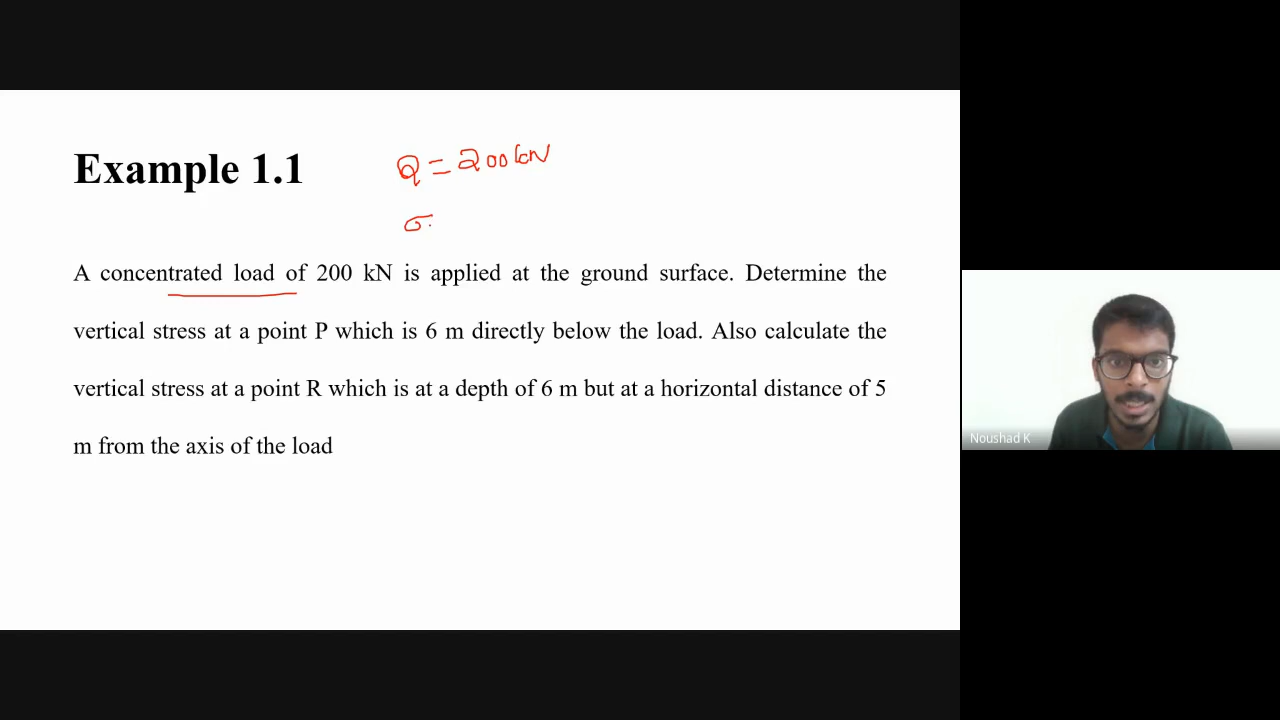 Example 1.1
Q = 200 kN
σ
A concentrated load of 200 kN is applied at the ground surface. Determine the
vertical stress at a point P which is 6 m directly below the load. Also calculate the
vertical stress at a point R which is at a depth of 6 m but at a horizontal distance of 5
m from the axis of the load
Noushad K